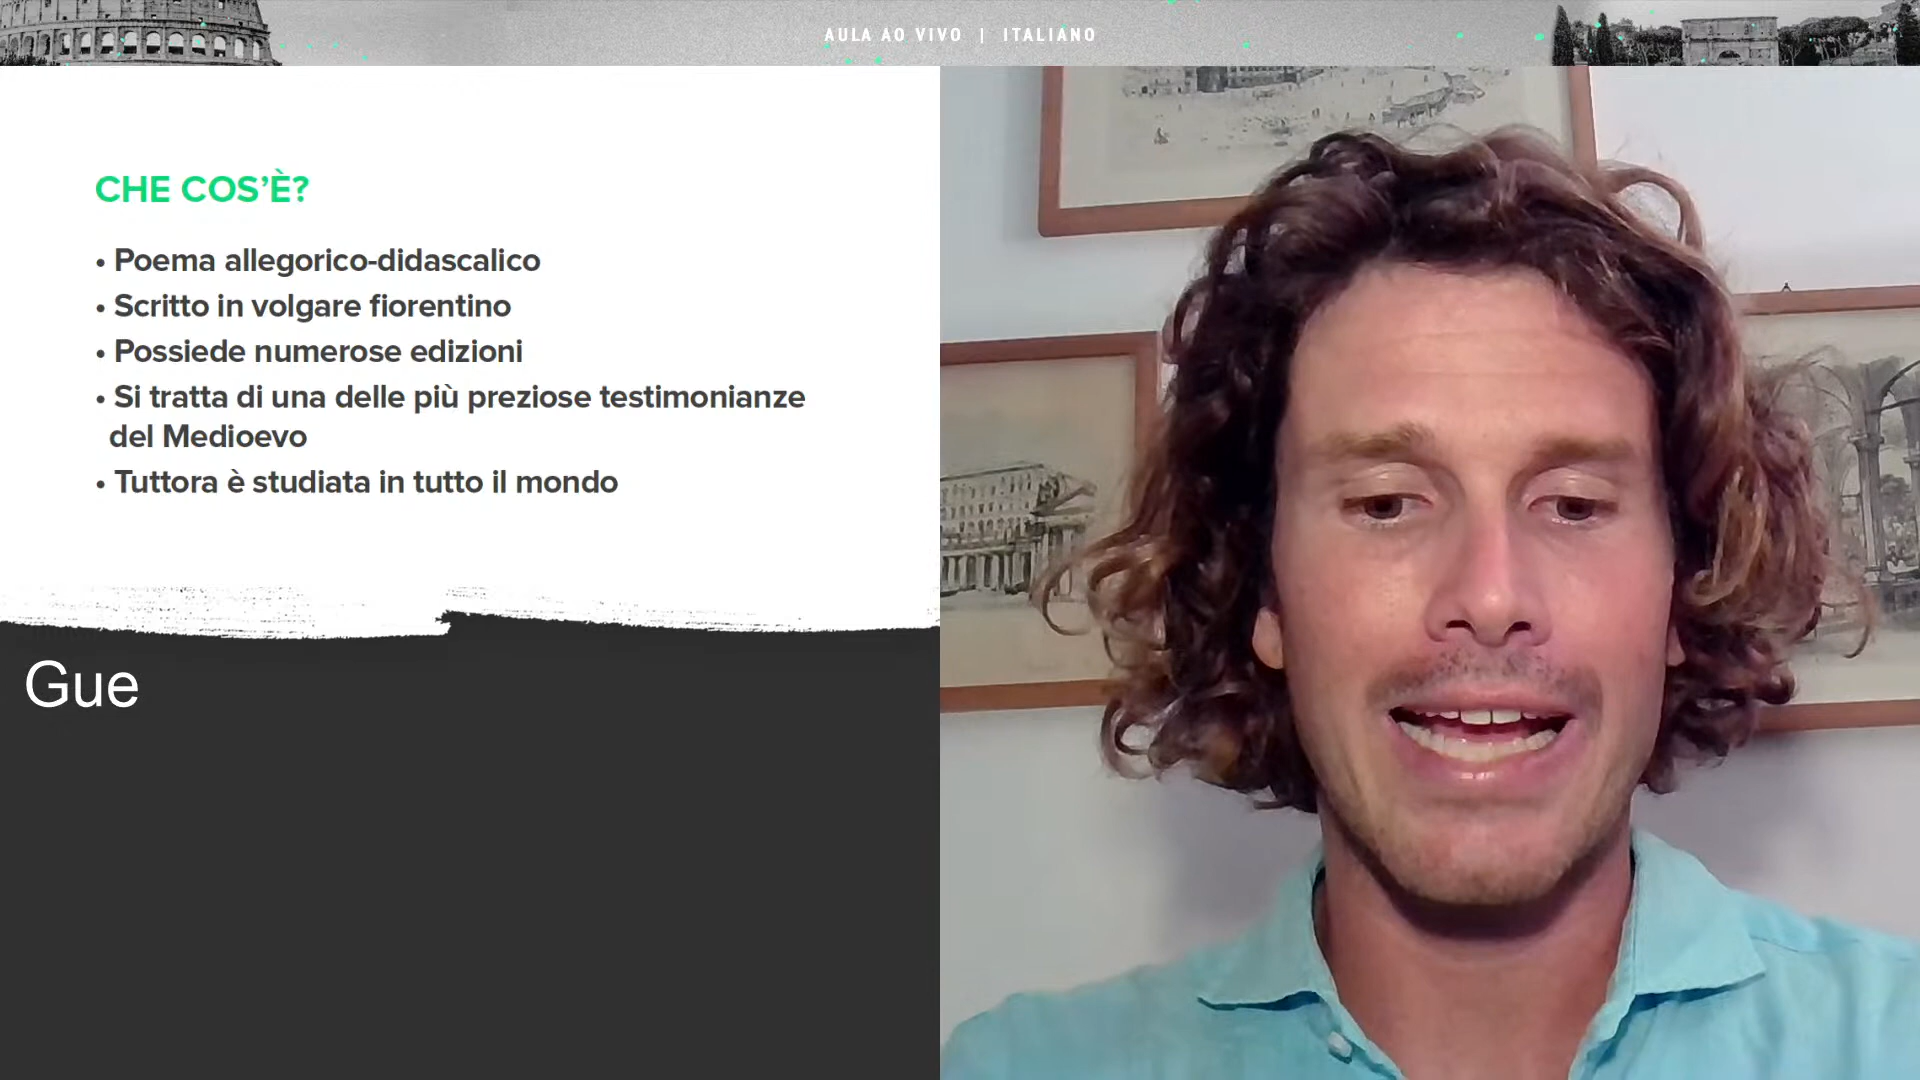 AULA AO VIVO | ITALIANO
CHE COS’È?
• Poema allegorico-didascalico
• Scritto in volgare fiorentino
• Possiede numerose edizioni
• Si tratta di una delle più preziose testimonianze
del Medioevo
• Tuttora è studiata in tutto il mondo
Gue